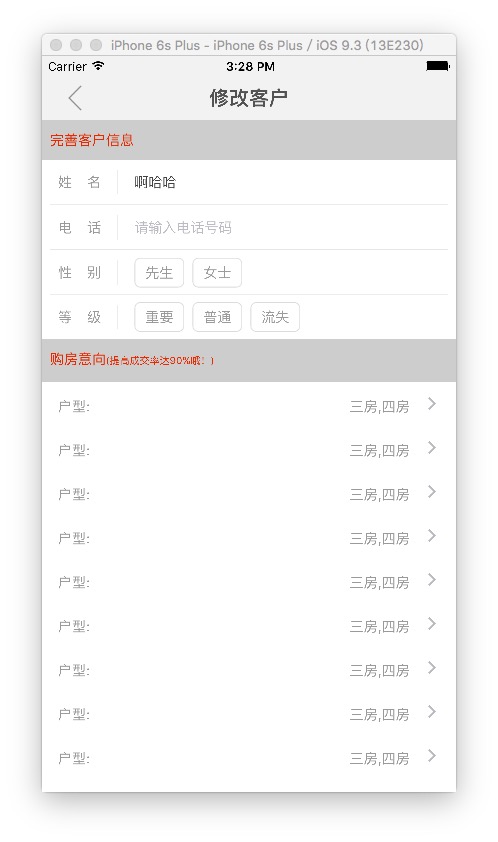 iPhone 6s Plus - iPhone 6s Plus / iOS 9.3 (13E230)
Carrier 3:28 PM
修改客户
完善客户信息
姓 名 啊哈哈
电 话 请输入电话号码
性 别 先生 女士
等 级 重要 普通 流失
购房意向(提高成交率达90%哦！)
户型: 三房,四房
户型: 三房,四房
户型: 三房,四房
户型: 三房,四房
户型: 三房,四房
户型: 三房,四房
户型: 三房,四房
户型: 三房,四房
户型: 三房,四房